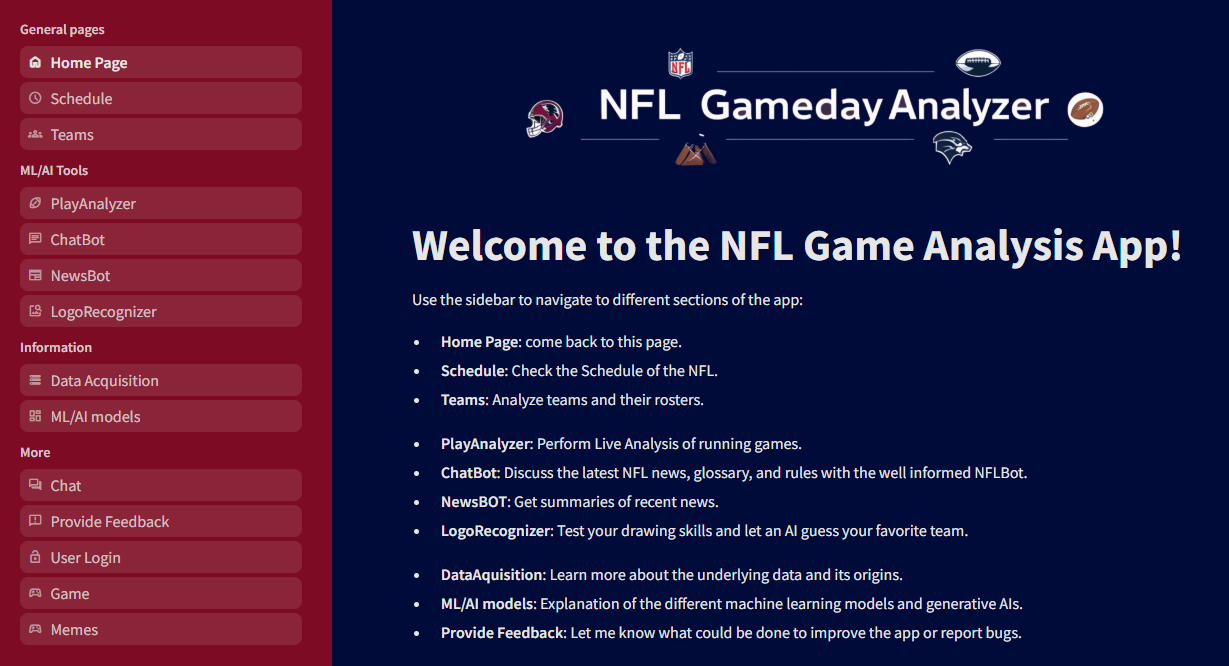 General pages
Home Page
Schedule
Teams
ML/AI Tools
PlayAnalyzer
ChatBot
NewsBot
LogoRecognizer
Information
Data Acquisition
ML/AI models
More
Chat
Provide Feedback
User Login
Game
Memes
NFL
NFL Gameday Analyzer
Welcome to the NFL Game Analysis App!
Use the sidebar to navigate to different sections of the app:
• Home Page: come back to this page.
• Schedule: Check the Schedule of the NFL.
• Teams: Analyze teams and their rosters.
• PlayAnalyzer: Perform Live Analysis of running games.
• ChatBot: Discuss the latest NFL news, glossary, and rules with the well informed NFLBot.
• NewsBOT: Get summaries of recent news.
• LogoRecognizer: Test your drawing skills and let an AI guess your favorite team.
• DataAquisition: Learn more about the underlying data and its origins.
• ML/AI models: Explanation of the different machine learning models and generative AIs.
• Provide Feedback: Let me know what could be done to improve the app or report bugs.